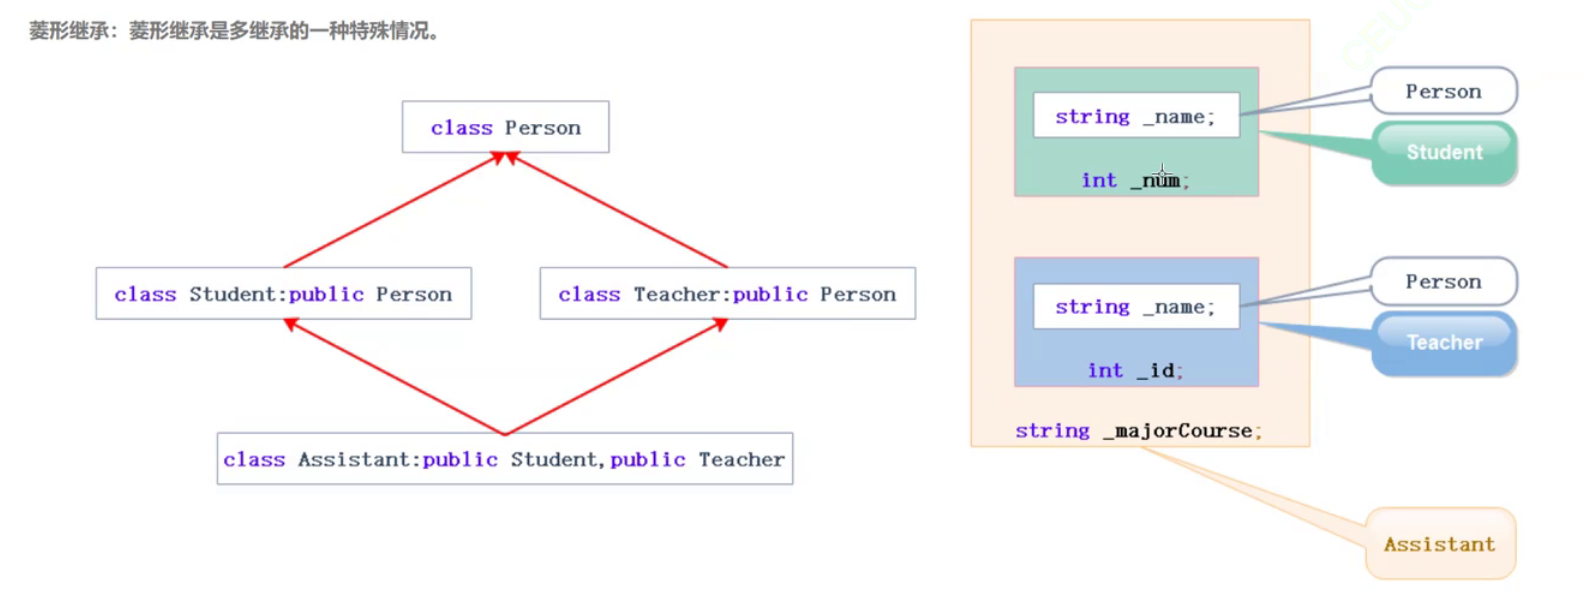 菱形继承：菱形继承是多继承的一种特殊情况。
class Person
class Student:public Person
class Teacher:public Person
class Assistant:public Student,public Teacher
string _name;
int _num;
string _name;
int _id;
string _majorCourse;
Person
Student
Person
Teacher
Assistant